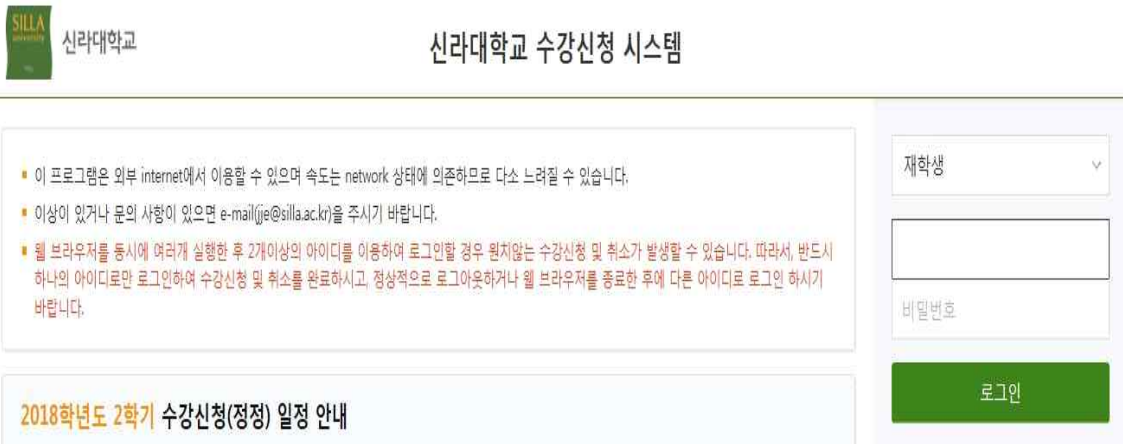 SILLA
university
신라대학교
신라대학교 수강신청 시스템
이 프로그램은 외부 internet에서 이용할 수 있으며 속도는 network 상태에 의존하므로 다소 느려질 수 있습니다.
이상이 있거나 문의 사항이 있으면 e-mail(jje@silla.ac.kr)을 주시기 바랍니다.
웹 브라우저를 동시에 여러개 실행한 후 2개이상의 아이디를 이용하여 로그인할 경우 원치않는 수강신청 및 취소가 발생할 수 있습니다. 따라서, 반드시
하나의 아이디로만 로그인하여 수강신청 및 취소를 완료하시고, 정상적으로 로그아웃하거나 웹 브라우저를 종료한 후에 다른 아이디로 로그인 하시기
바랍니다.
2018학년도 2학기 수강신청(정정) 일정 안내
재학생
비밀번호
로그인